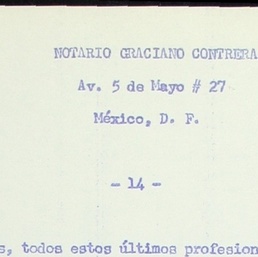 NOTARIO GRACIANO CONTRERA
Av. 5 de Mayo # 27
México, D. F.
- 14 -
s, todos estos últimos profesion